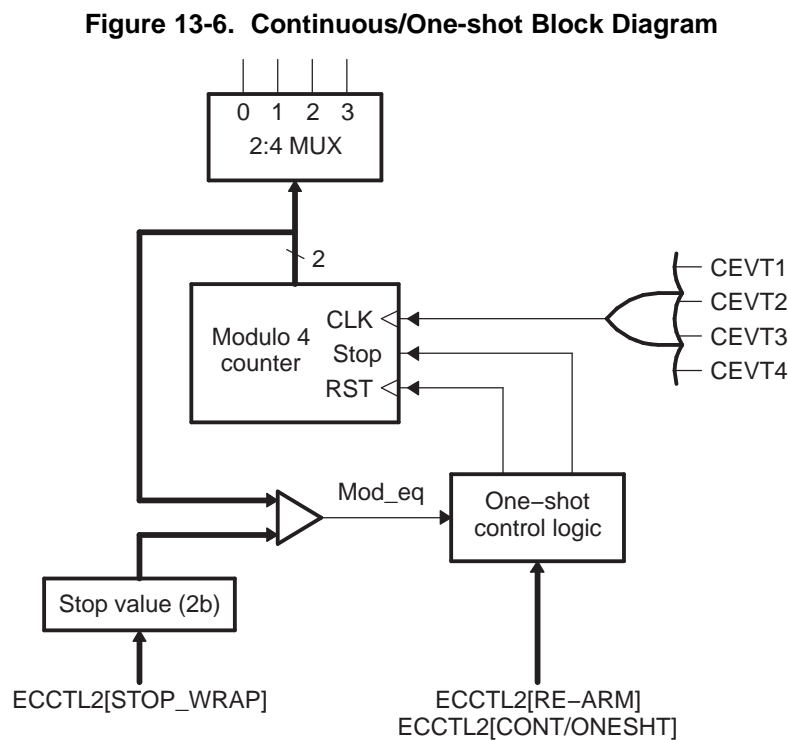 Figure 13-6. Continuous/One-shot Block Diagram
0 1 2 3
2:4 MUX
2
CEVT1
CEVT2
CEVT3
CEVT4
Modulo 4
counter
CLK
Stop
RST
Mod_eq
One−shot
control logic
Stop value (2b)
ECCTL2[STOP_WRAP]
ECCTL2[RE−ARM]
ECCTL2[CONT/ONESHT]